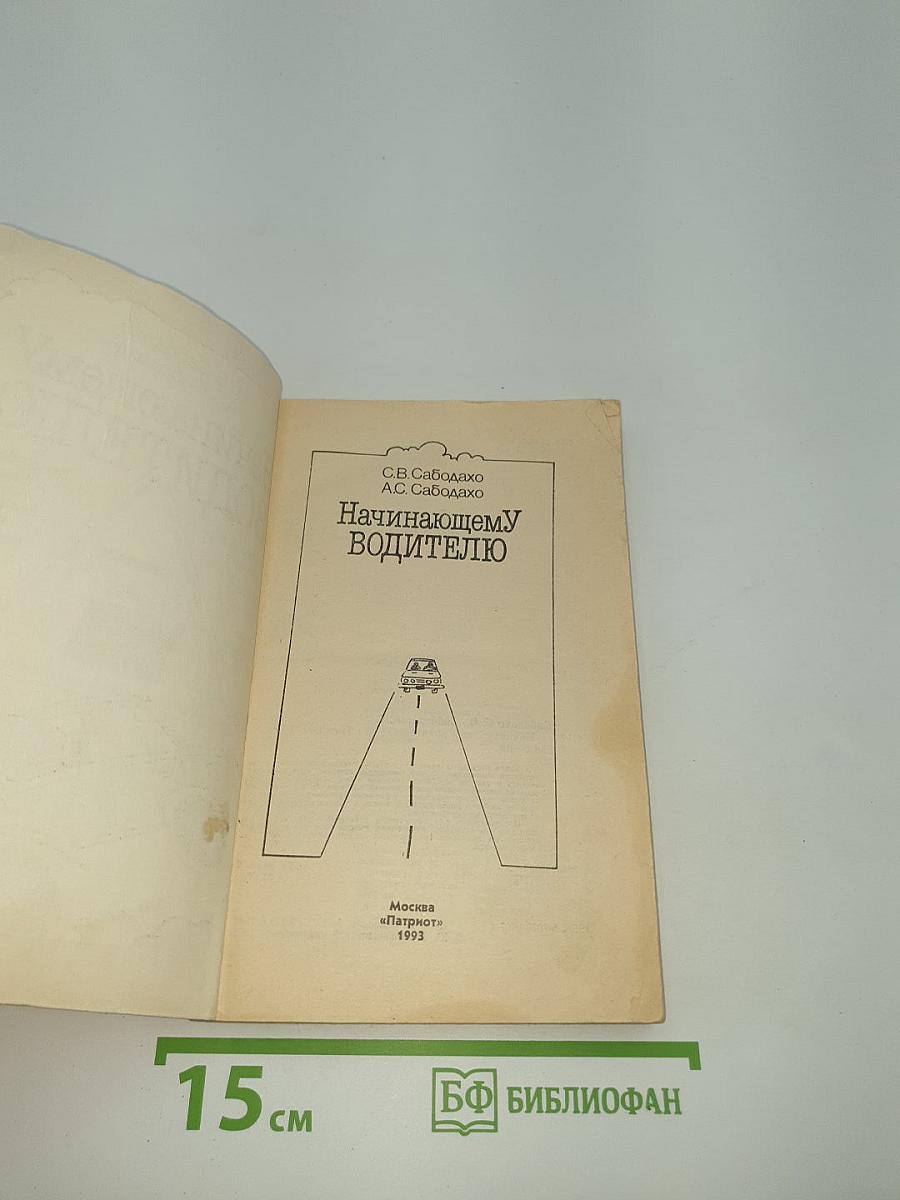 С.В. Сабодахо
А.С. Сабодахо
НачинающемУ
ВОДИТЕЛЮ
Москва
«Патриот»
1993
15 см
БФ БИБЛИОФАН